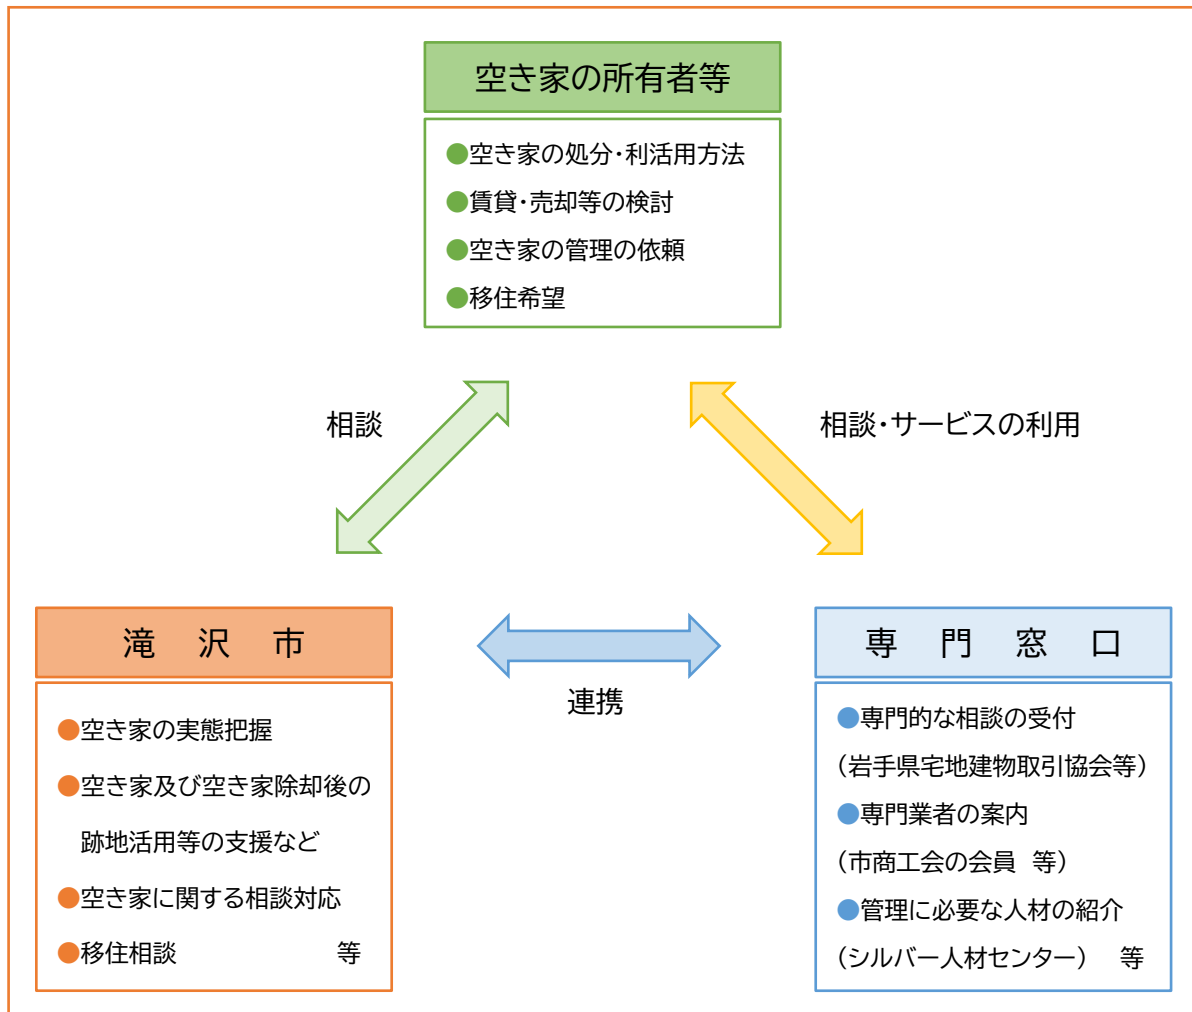 空き家の所有者等
●空き家の処分･利活用方法
●賃貸･売却等の検討
●空き家の管理の依頼
●移住希望
相談
相談･サービスの利用
滝　沢　市
●空き家の実態把握
●空き家及び空き家除却後の
跡地活用等の支援など
●空き家に関する相談対応
●移住相談　　　　　　　等
連携
専　門　窓　口
●専門的な相談の受付
（岩手県宅地建物取引協会等）
●専門業者の案内
（市商工会の会員　等）
●管理に必要な人材の紹介
（シルバー人材センター）　等